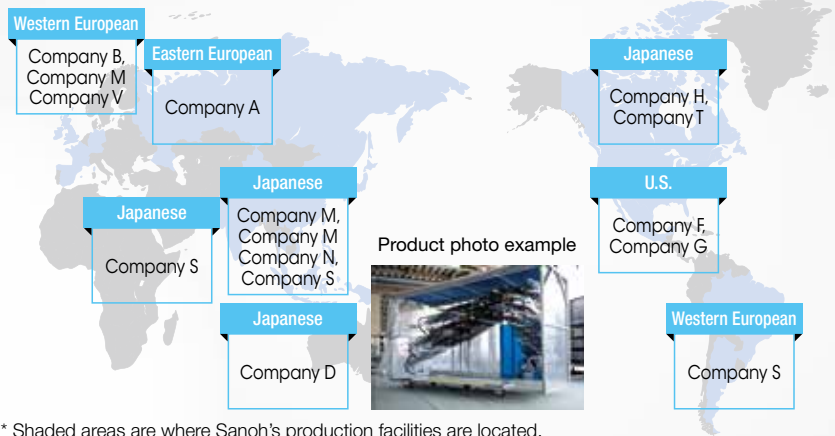 Western European
Company B,
Company M
Company V
Eastern European
Company A
Japanese
Company H,
Company T
Japanese
Company S
Japanese
Company M,
Company M
Company N,
Company S
U.S.
Company F,
Company G
Product photo example
Japanese
Company D
Western European
Company S
* Shaded areas are where Sanoh's production facilities are located.